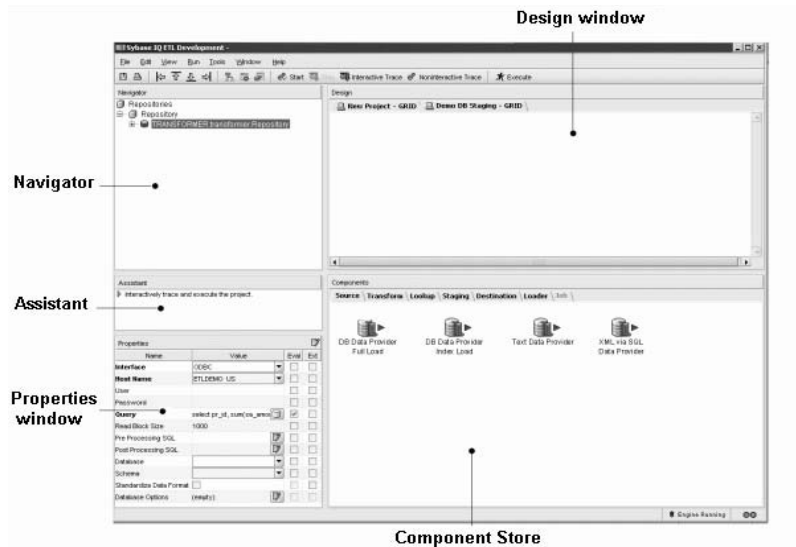 Design window
Sybase IQ ETL Development -
File Edit View Run Tools Window Help
Start Interactive Trace Noninteractive Trace Execute
Navigator
Repositories
Repository
TRANSFORMER.transformer.Repository
Design
New Project - GRID Demo DB Staging - GRID
Navigator
Assistant
Interactively trace and execute the project.
Assistant
Components
Source Transform Lookup Staging Destination Loader Job
DB Data Provider Full Load
DB Data Provider Index Load
Text Data Provider
XML via SQL Data Provider
Properties
Name Value Eval Ext
Interface ODBC
Host Name ETLDEMO_US
User
Password
Query select pr_id, sum(sa_amo
Read Block Size 1000
Pre Processing SQL
Post Processing SQL
Database
Schema
Standardize Data Format
Database Options (empty)
Properties window
Engine Running
Component Store